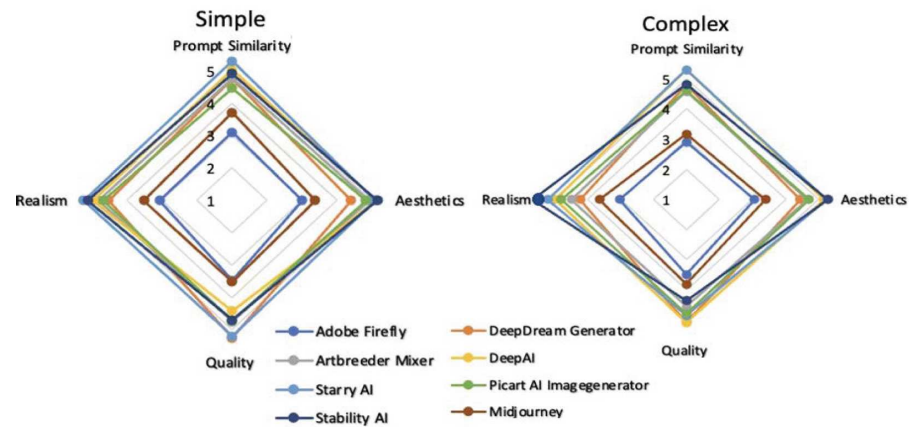 Simple
Prompt Similarity
5
4
3
2
1
Realism
Aesthetics
Quality
Complex
Prompt Similarity
5
4
3
2
1
Realism
Aesthetics
Quality
Adobe Firefly
DeepDream Generator
Artbreeder Mixer
DeepAI
Starry AI
Picart AI Imagegenerator
Stability AI
Midjourney